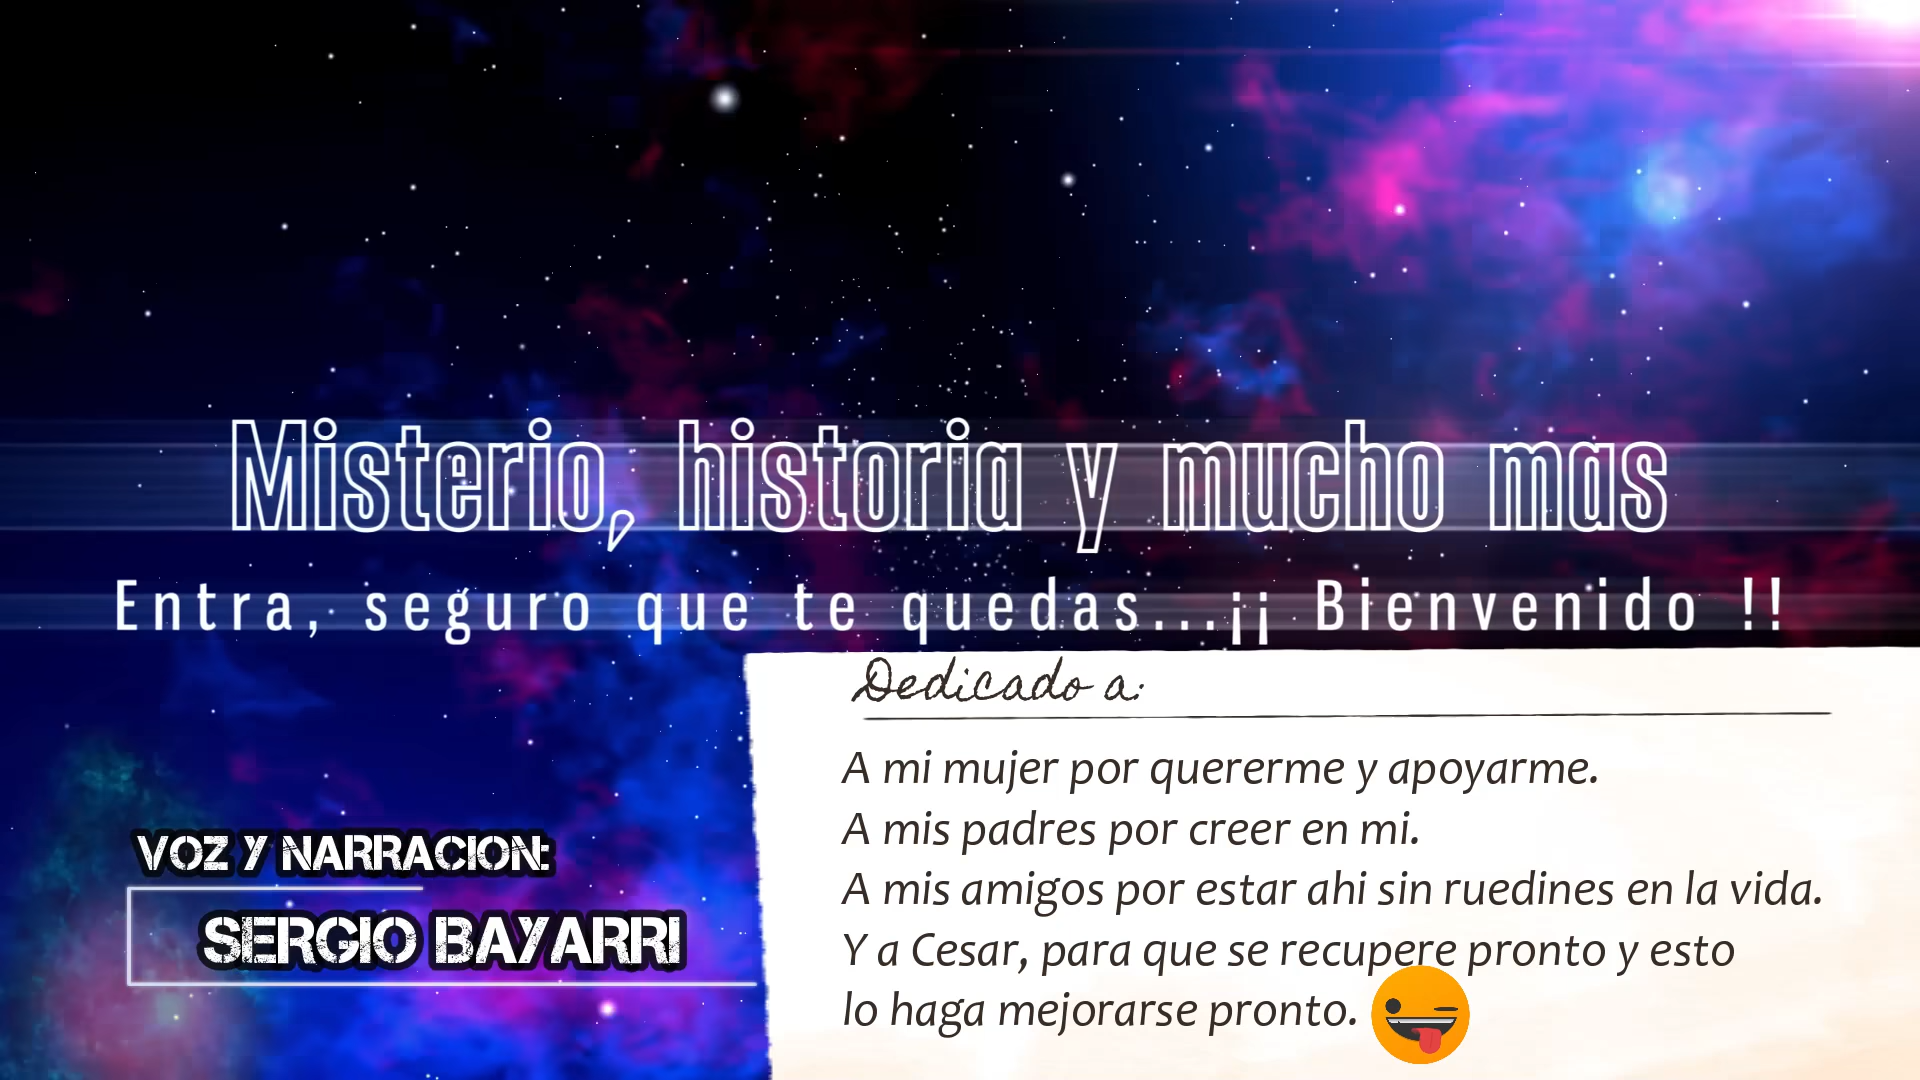 Misterio, historia y mucho mas
Entra, seguro que te quedas...¡¡ Bienvenido !!
Dedicado a:
A mi mujer por quererme y apoyarme.
A mis padres por creer en mi.
A mis amigos por estar ahi sin ruedines en la vida.
Y a Cesar, para que se recupere pronto y esto
lo haga mejorarse pronto.
VOZ Y NARRACION:
SERGIO BAYARRI